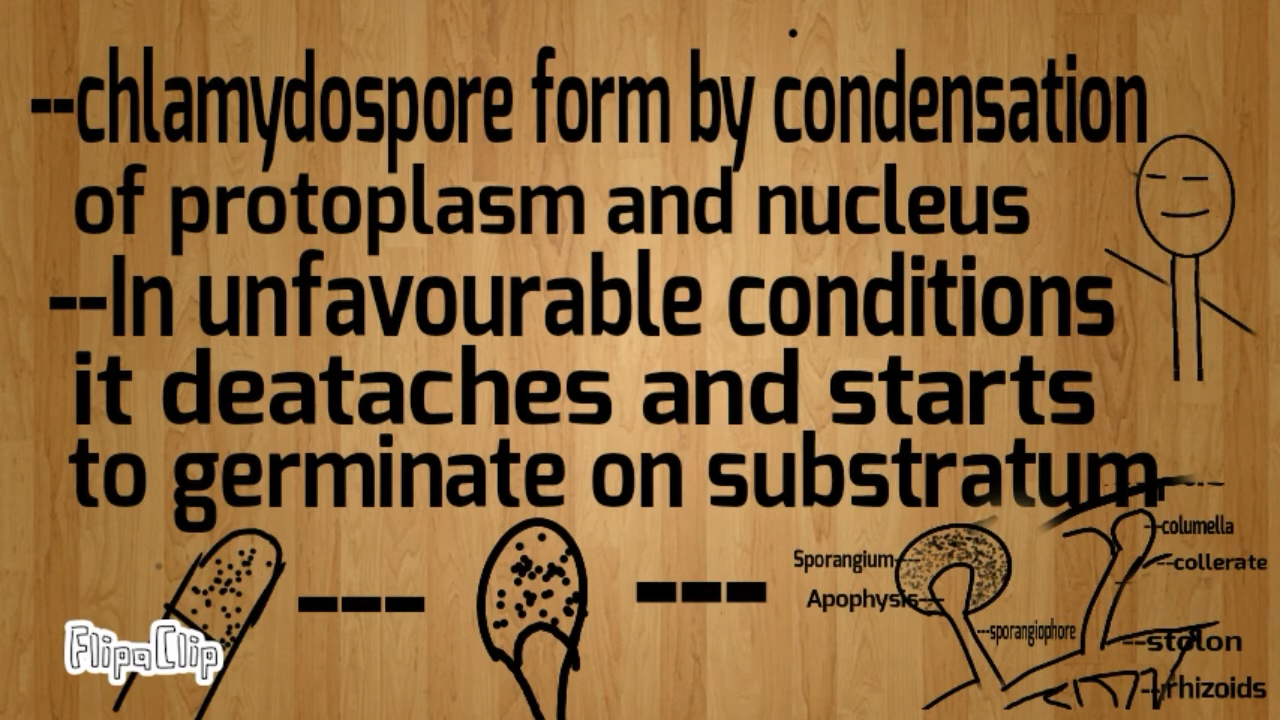 --chlamydospore form by condensation
of protoplasm and nucleus
--In unfavourable conditions
it deataches and starts
to germinate on substratum
Sporangium--
Apophysis--
---sporangiophore
--columella
--collerate
--stolon
--rhizoids
FlipaClip